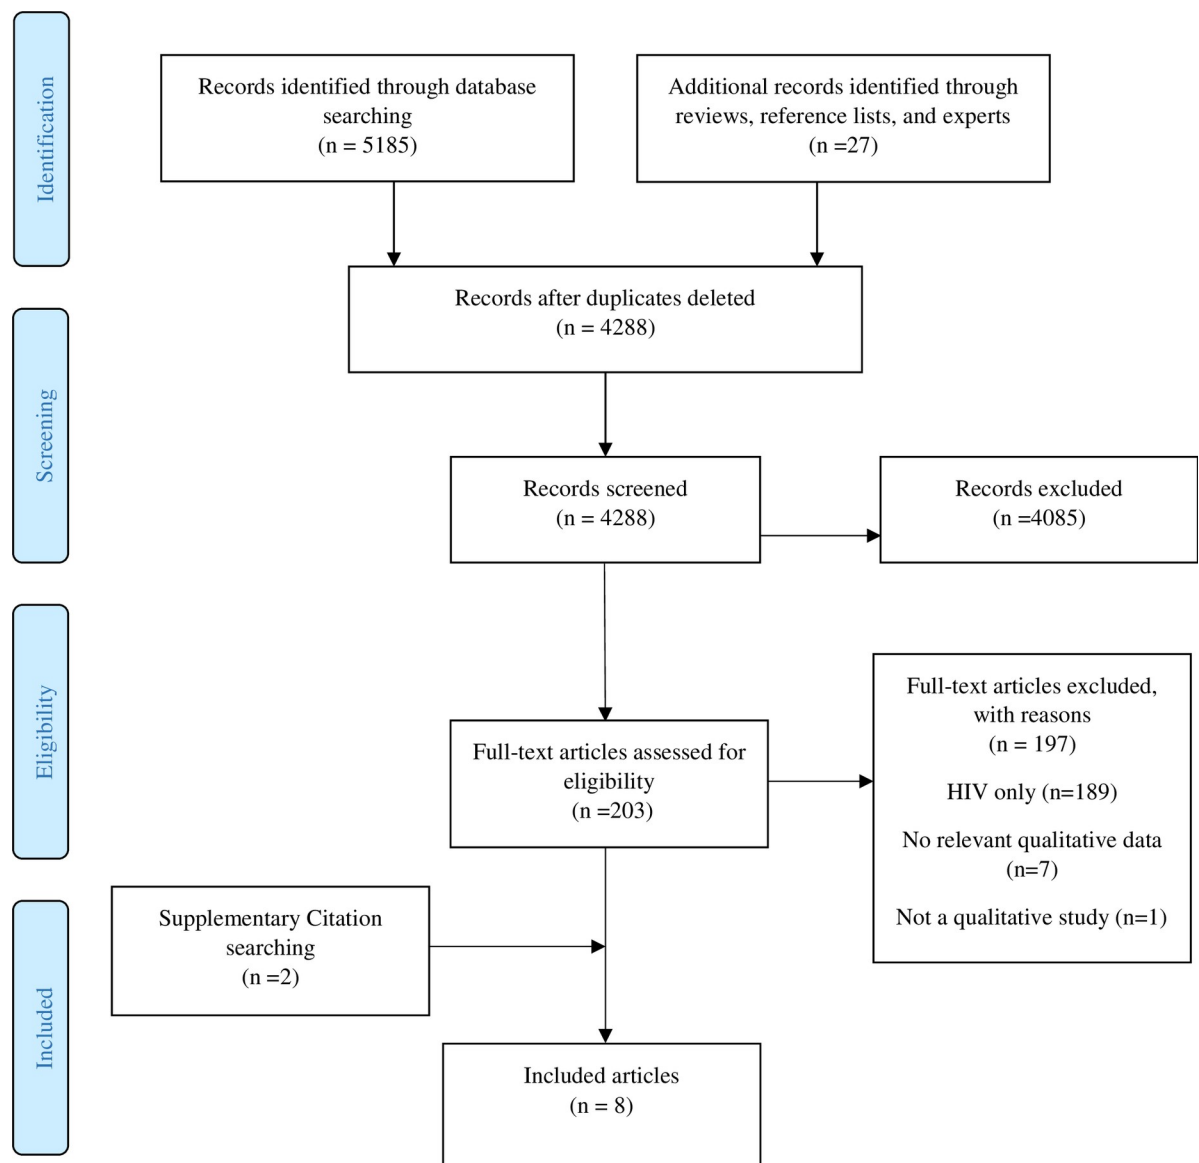 Identification
Records identified through database
searching
(n = 5185)
Additional records identified through
reviews, reference lists, and experts
(n =27)
Records after duplicates deleted
(n = 4288)
Screening
Records screened
(n = 4288)
Records excluded
(n =4085)
Eligibility
Full-text articles assessed for
eligibility
(n =203)
Full-text articles excluded,
with reasons
(n = 197)
HIV only (n=189)
No relevant qualitative data
(n=7)
Not a qualitative study (n=1)
Supplementary Citation
searching
(n =2)
Included
Included articles
(n = 8)